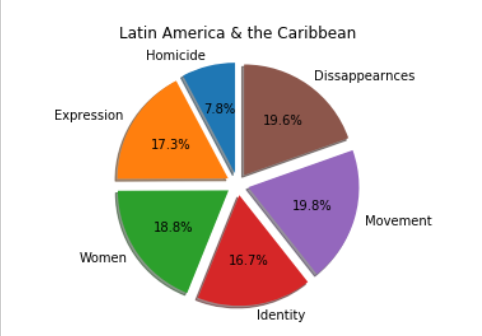 Latin America & the Caribbean
Homicide
7.8%
Dissappearnces
19.6%
Expression
17.3%
19.8%
Movement
18.8%
Women
16.7%
Identity